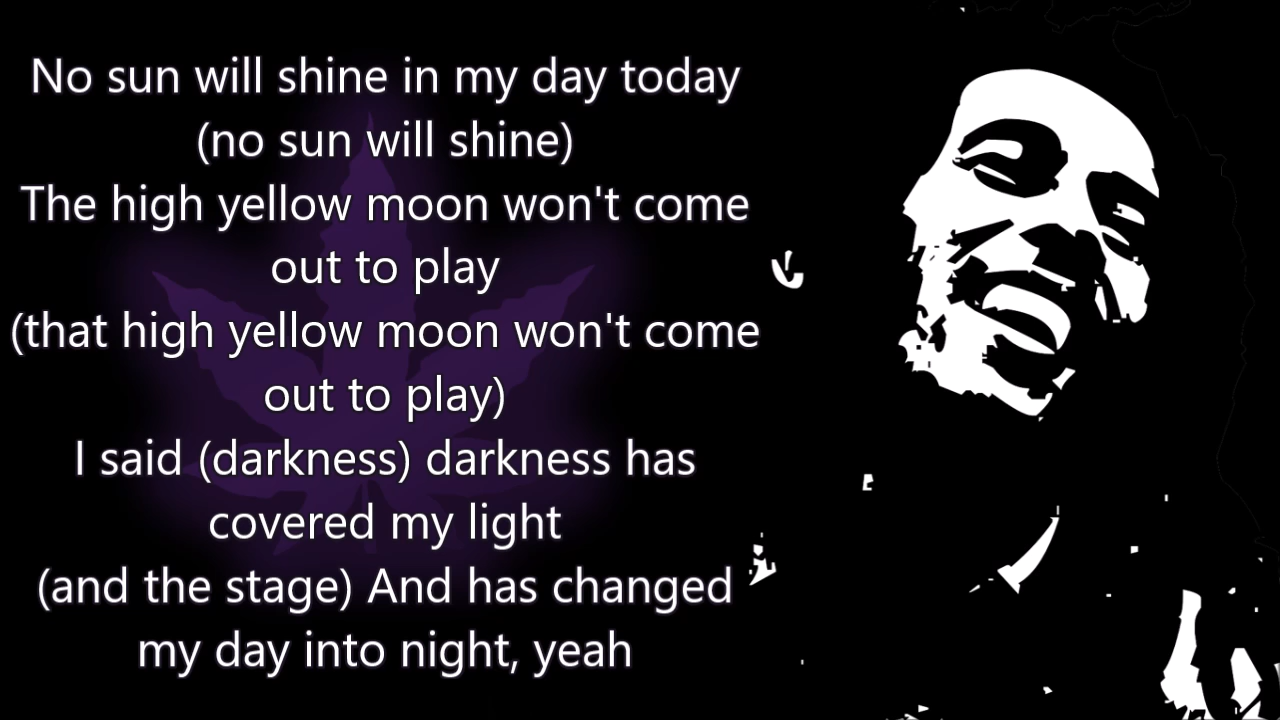 No sun will shine in my day today
(no sun will shine)
The high yellow moon won't come
out to play
(that high yellow moon won't come
out to play)
I said (darkness) darkness has
covered my light
(and the stage) And has changed
my day into night, yeah